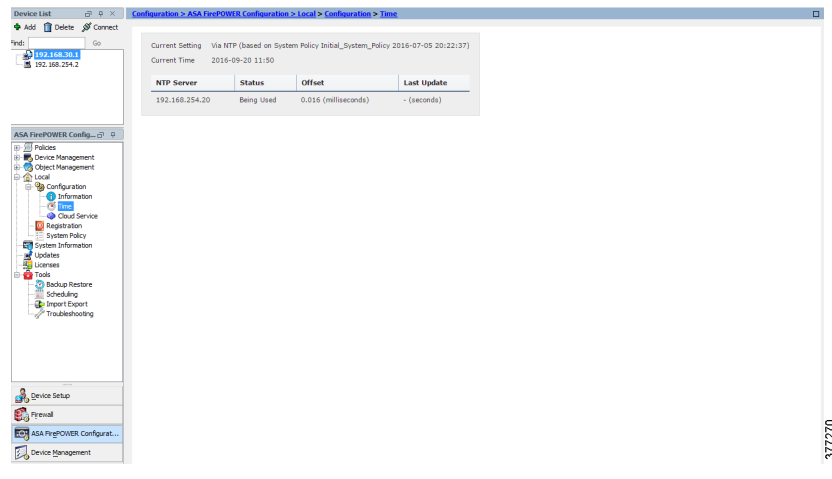 Device List
Configuration > ASA FirePOWER Configuration > Local > Configuration > Time
Add Delete Connect
Find: Go
192.168.30.1
192.168.254.2
Current Setting Via NTP (based on System Policy Initial_System_Policy 2016-07-05 20:22:37)
Current Time 2016-09-20 11:50
NTP Server Status Offset Last Update
192.168.254.20 Being Used 0.016 (milliseconds) - (seconds)
ASA FirePOWER Config...
Policies
Device Management
Object Management
Local
Configuration
Information
Time
Cloud Service
Registration
System Policy
System Information
Updates
Licenses
Tools
Backup Restore
Scheduling
Import Export
Troubleshooting
Device Setup
Firewall
ASA FirePOWER Configurat...
Device Management
377270